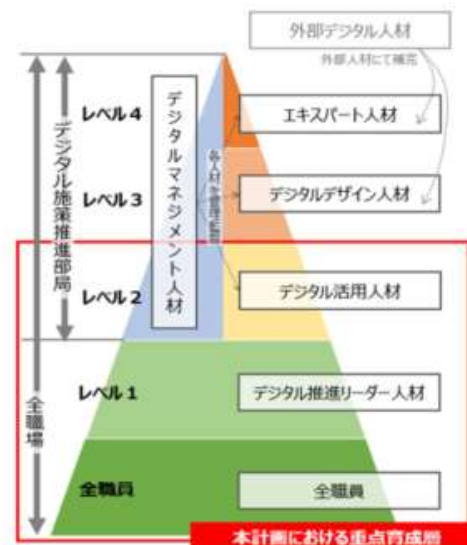 外部デジタル人材
外部人材にて補完
レベル4
エキスパート人材
デジタルマネジメント人材
各人材を管理・監督
デジタル施策推進部局
レベル3
デジタルデザイン人材
レベル2
デジタル活用人材
全職場
レベル1
デジタル推進リーダー人材
全職員
全職員
本計画における重点育成層